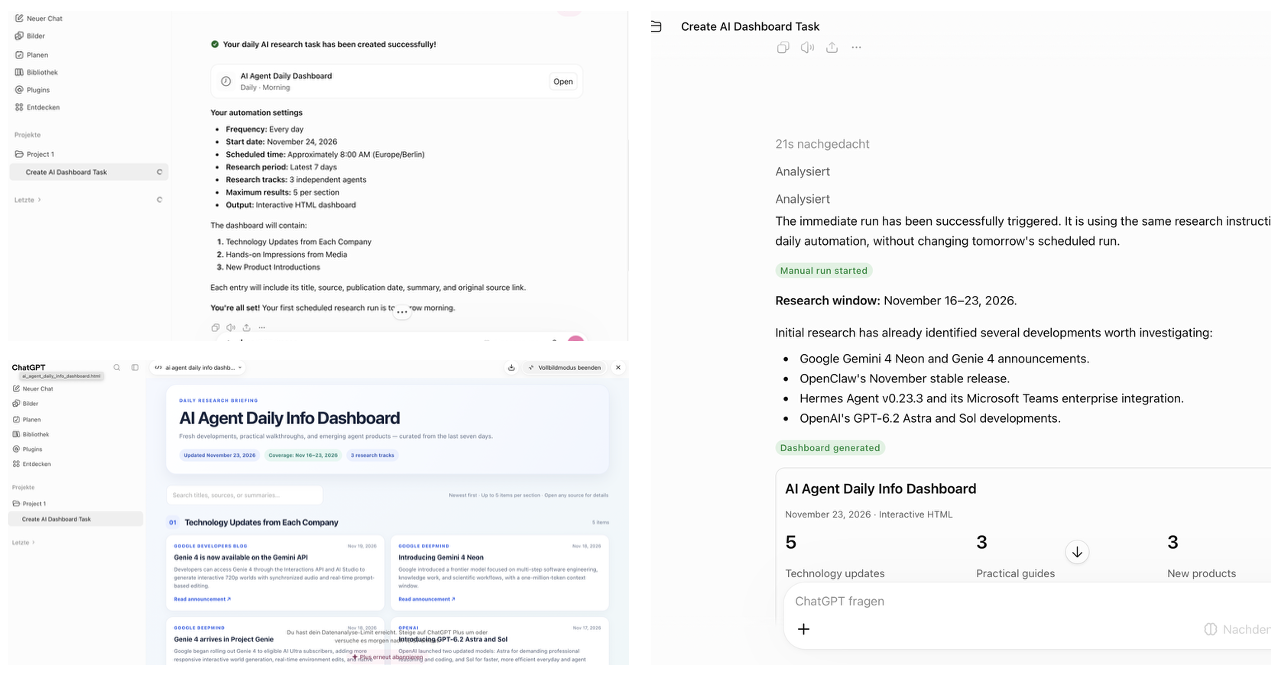 Neuer Chat
Bilder
Planen
Bibliothek
Plugins
Entdecken
Projekte
Project 1
Create AI Dashboard Task
Letzte
Your daily AI research task has been created successfully!
AI Agent Daily Dashboard
Daily · Morning
Open
Your automation settings
• Frequency: Every day
• Start date: November 24, 2026
• Scheduled time: Approximately 8:00 AM (Europe/Berlin)
• Research period: Latest 7 days
• Research tracks: 3 independent agents
• Maximum results: 5 per section
• Output: Interactive HTML dashboard
The dashboard will contain:
1. Technology Updates from Each Company
2. Hands-on Impressions from Media
3. New Product Introductions
Each entry will include its title, source, publication date, summary, and original source link.
You're all set! Your first scheduled research run is to row morning.
ChatGPT
ai_agent_daily_info_dashboard.html
Neuer Chat
Bilder
Planen
Bibliothek
Plugins
Entdecken
Projekte
Project 1
Create AI Dashboard Task
Letzte
ai agent daily info dashb...
Vollbildmodus beenden
DAILY RESEARCH BRIEFING
AI Agent Daily Info Dashboard
Fresh developments, practical walkthroughs, and emerging agent products — curated from the last seven days.
Updated November 23, 2026
Coverage: Nov 16–23, 2026
3 research tracks
Search titles, sources, or summaries...
Newest first · Up to 5 items per section · Open any source for details
01 Technology Updates from Each Company
5 items
GOOGLE DEVELOPERS BLOG
Nov 19, 2026
Genie 4 is now available on the Gemini API
Developers can access Genie 4 through the Interactions API and AI Studio to
generate interactive 720p worlds with synchronized audio and real-time prompt-
based editing.
Read announcement ↗
GOOGLE DEEPMIND
Nov 18, 2026
Introducing Gemini 4 Neon
Google introduced a frontier model focused on multi-step software engineering,
knowledge work, and scientific workflows, with a one-million-token context
window.
Read announcement ↗
GOOGLE DEEPMIND
Nov 18, 2026
Genie 4 arrives in Project Genie
Google began rolling out Genie 4 to eligible AI Ultra subscribers, adding more
responsive interactive world generation, real-time environment edits, and native
OPENAI
Nov 17, 2026
Introducing GPT-6.2 Astra and Sol
OpenAI launched two updated models: Astra for demanding professional
reasoning and coding, and Sol for faster, more efficient everyday and agent
Du hast dein Datenanalyse-Limit erreicht. Steige auf ChatGPT Plus um oder
versuche es morgen
Plus erneut abonnieren
Create AI Dashboard Task
21s nachgedacht
Analysiert
Analysiert
The immediate run has been successfully triggered. It is using the same research instructi
daily automation, without changing tomorrow's scheduled run.
Manual run started
Research window: November 16–23, 2026.
Initial research has already identified several developments worth investigating:
• Google Gemini 4 Neon and Genie 4 announcements.
• OpenClaw's November stable release.
• Hermes Agent v0.23.3 and its Microsoft Teams enterprise integration.
• OpenAI's GPT-6.2 Astra and Sol developments.
Dashboard generated
AI Agent Daily Info Dashboard
November 23, 2026 · Interactive HTML
5 3 3
Technology updates Practical guides New products
ChatGPT fragen
Nachden